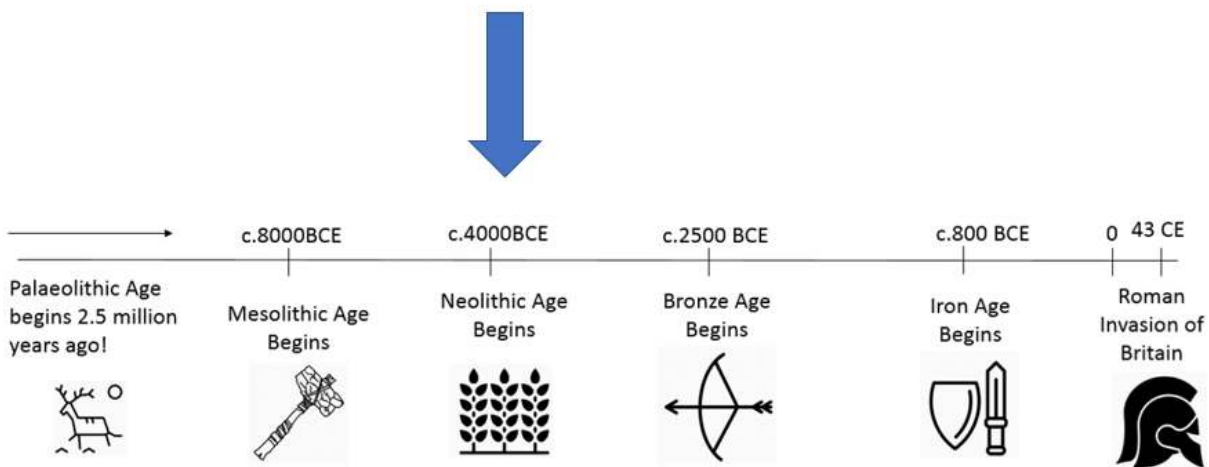 c.8000BCE
c.4000BCE
c.2500 BCE
c.800 BCE
0
43 CE
Palaeolithic Age
begins 2.5 million
years ago!
Mesolithic Age
Begins
Neolithic Age
Begins
Bronze Age
Begins
Iron Age
Begins
Roman
Invasion of
Britain